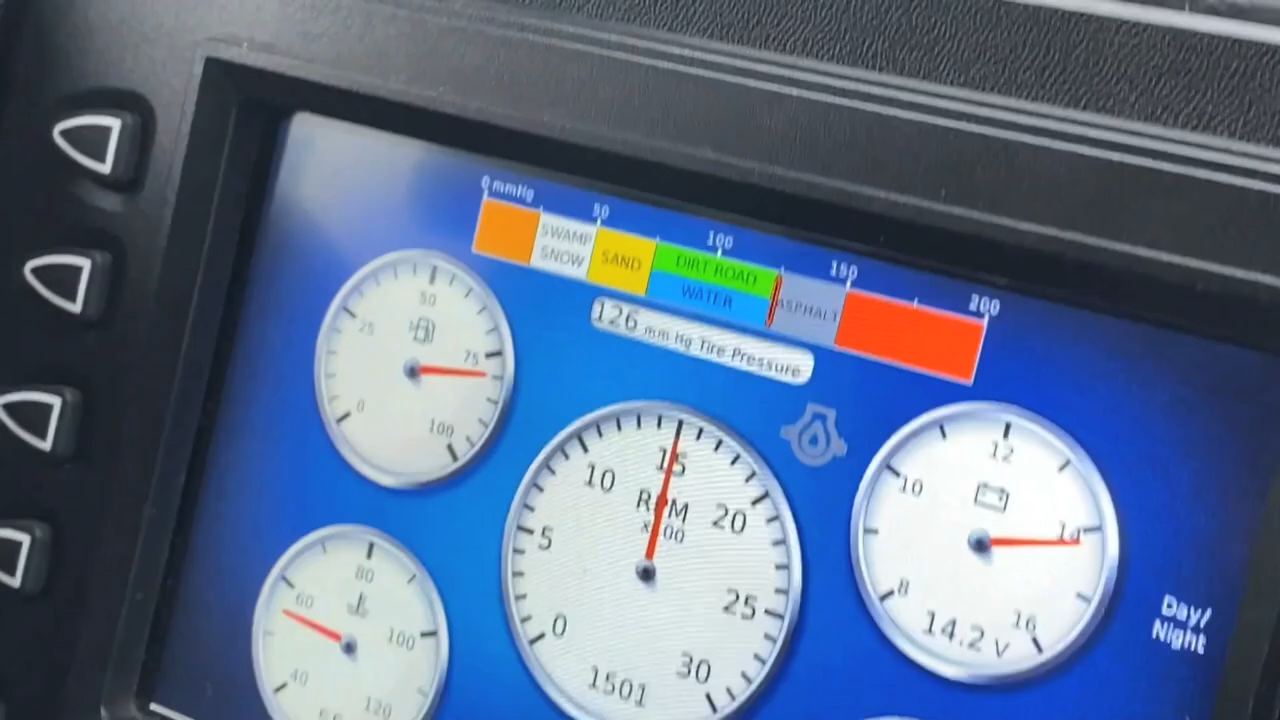 0 mmHg
50
100
150
200
SWAMP
SNOW
SAND
DIRT ROAD
WATER
ASPHALT
126 mm Hg Tire Pressure
0
25
50
75
100
0
5
10
15
20
25
30
RPM
1501
8
10
12
14
16
14.2 V
40
60
80
100
120
Day/
Night